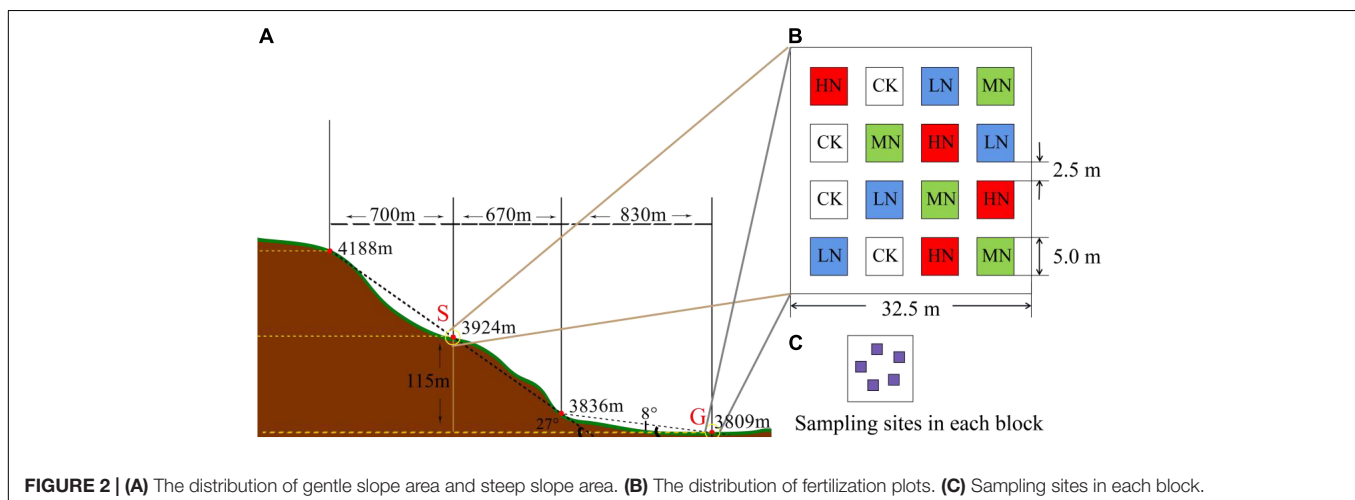 A
B
HN CK LN MN
CK MN HN LN
2.5 m
CK LN MN HN
LN CK HN MN
5.0 m
32.5 m
700m 670m 830m
4188m
S
3924m
115m
3836m
27°
8°
G
3809m
C
Sampling sites in each block
FIGURE 2 | (A) The distribution of gentle slope area and steep slope area. (B) The distribution of fertilization plots. (C) Sampling sites in each block.